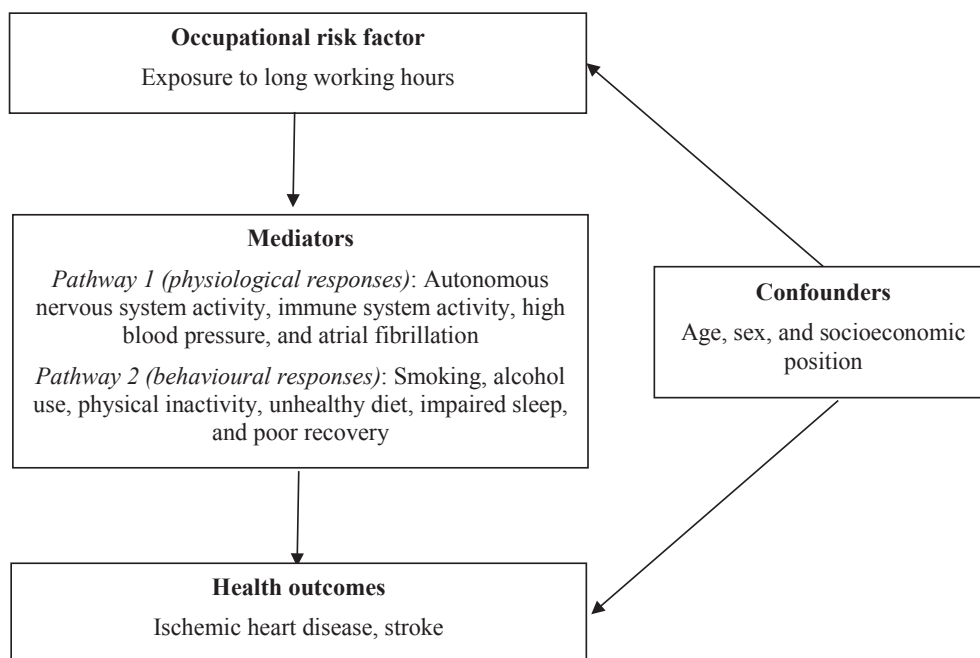 Occupational risk factor
Exposure to long working hours
Mediators
Pathway 1 (physiological responses): Autonomous
nervous system activity, immune system activity, high
blood pressure, and atrial fibrillation
Pathway 2 (behavioural responses): Smoking, alcohol
use, physical inactivity, unhealthy diet, impaired sleep,
and poor recovery
Confounders
Age, sex, and socioeconomic
position
Health outcomes
Ischemic heart disease, stroke